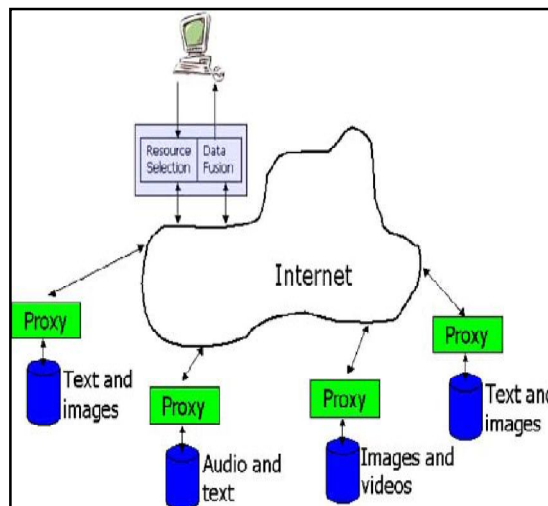 Resource
Selection
Data
Fusion
Internet
Proxy
Text and
images
Proxy
Audio and
text
Proxy
Images and
videos
Proxy
Text and
images